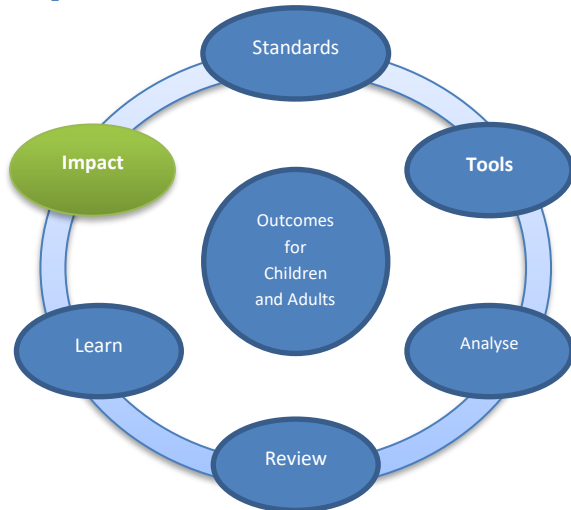 Standards
Impact
Tools
Outcomes
for
Children
and Adults
Learn
Analyse
Review